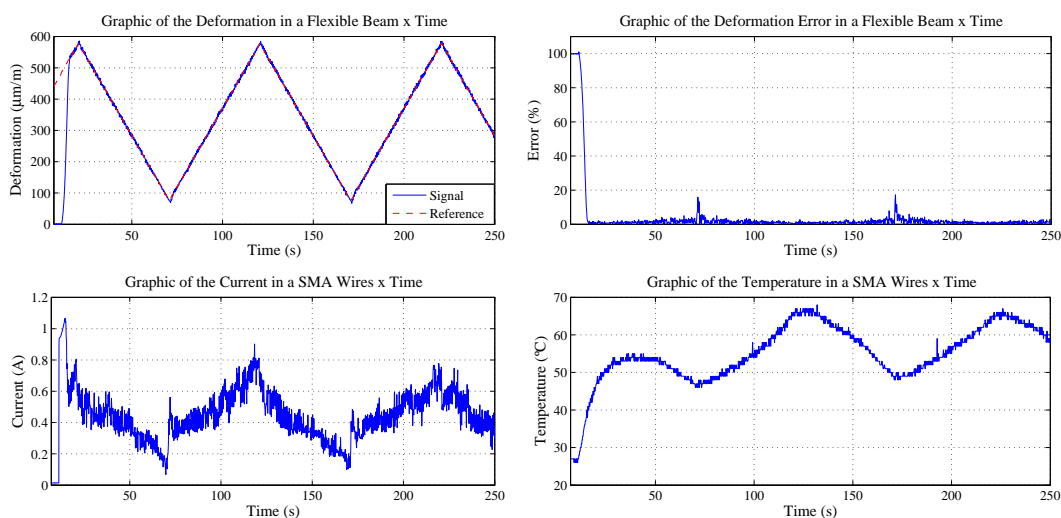 Graphic of the Deformation in a Flexible Beam x Time
600
500
400
300
200
100
0
Deformation (µm/m)
Signal
Reference
50 100 150 200 250
Time (s)
Graphic of the Deformation Error in a Flexible Beam x Time
100
80
60
40
20
0
Error (%)
50 100 150 200 250
Time (s)
Graphic of the Current in a SMA Wires x Time
1.2
1
0.8
0.6
0.4
0.2
0
Current (A)
50 100 150 200 250
Time (s)
Graphic of the Temperature in a SMA Wires x Time
70
60
50
40
30
20
Temperature (ºC)
50 100 150 200 250
Time (s)